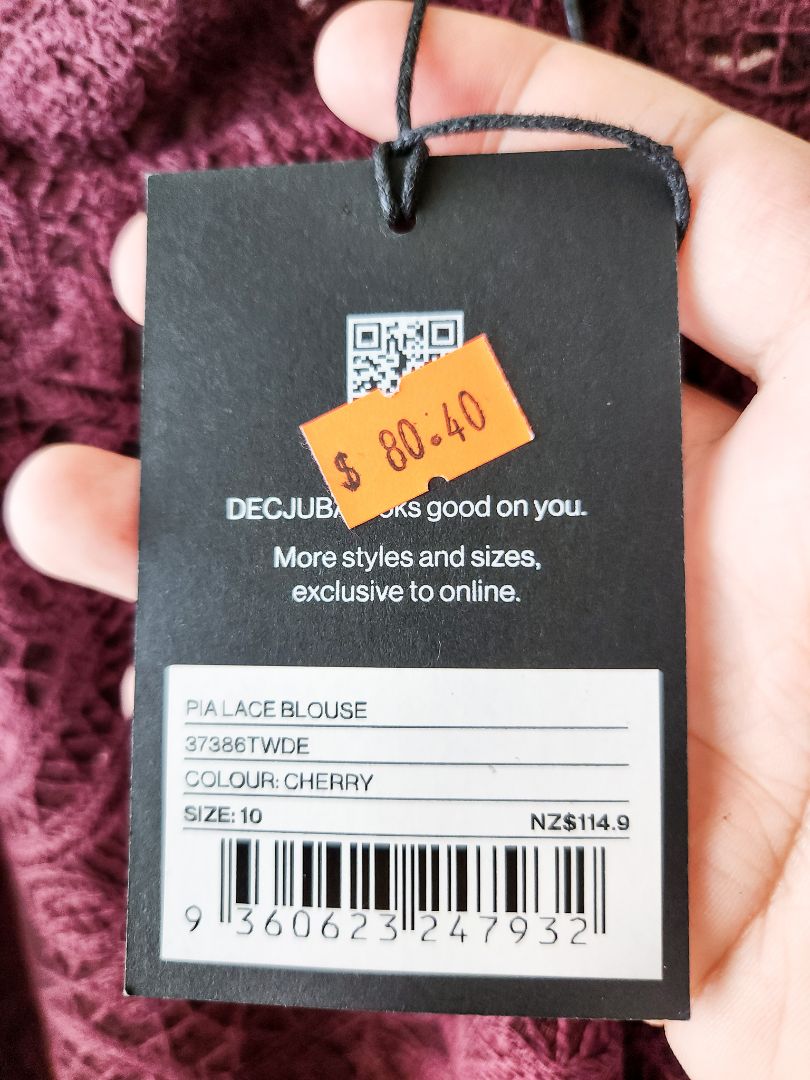 $ 80.40
DECJUBA ks good on you.
More styles and sizes,
exclusive to online.
PIA LACE BLOUSE
37386TWDE
COLOUR: CHERRY
SIZE: 10 NZ$114.9
9 360623 247932